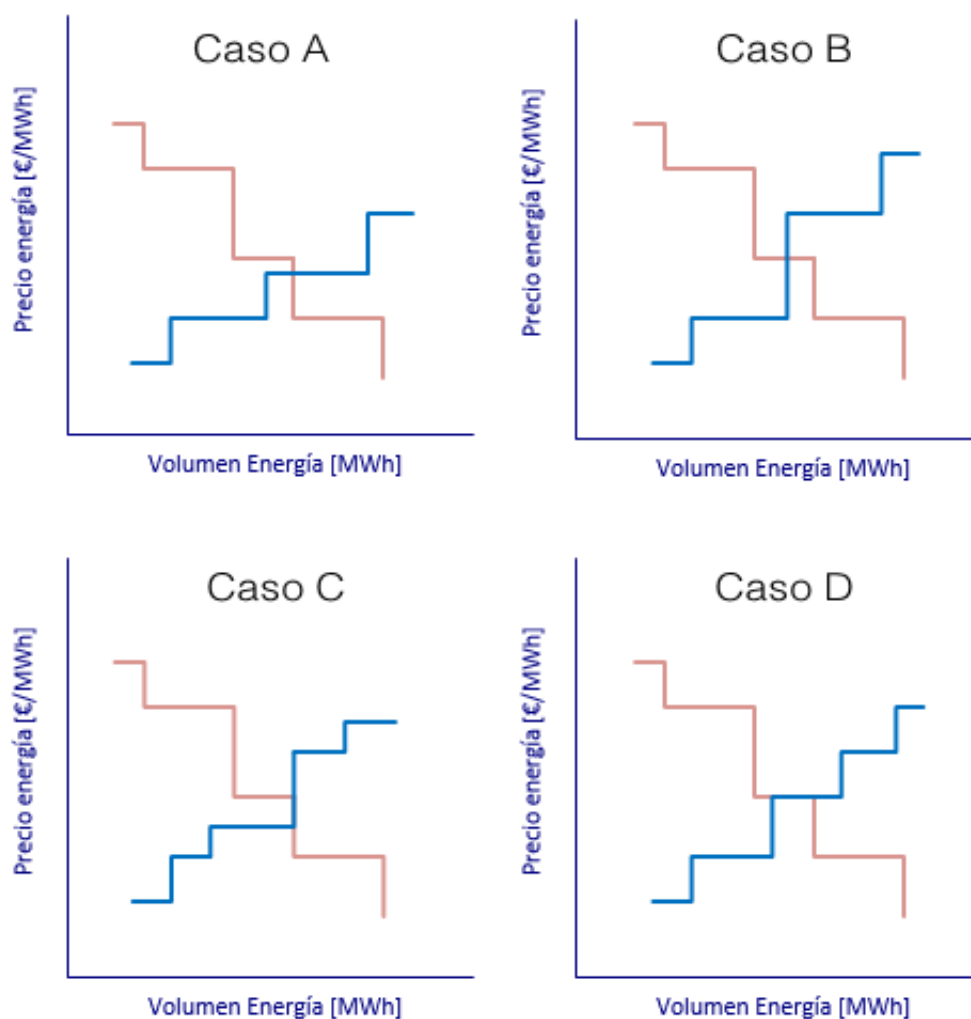 Caso A
Precio energía [€/MWh]
Volumen Energía [MWh]
Caso B
Precio energía [€/MWh]
Volumen Energía [MWh]
Caso C
Precio energía [€/MWh]
Volumen Energía [MWh]
Caso D
Precio energía [€/MWh]
Volumen Energía [MWh]